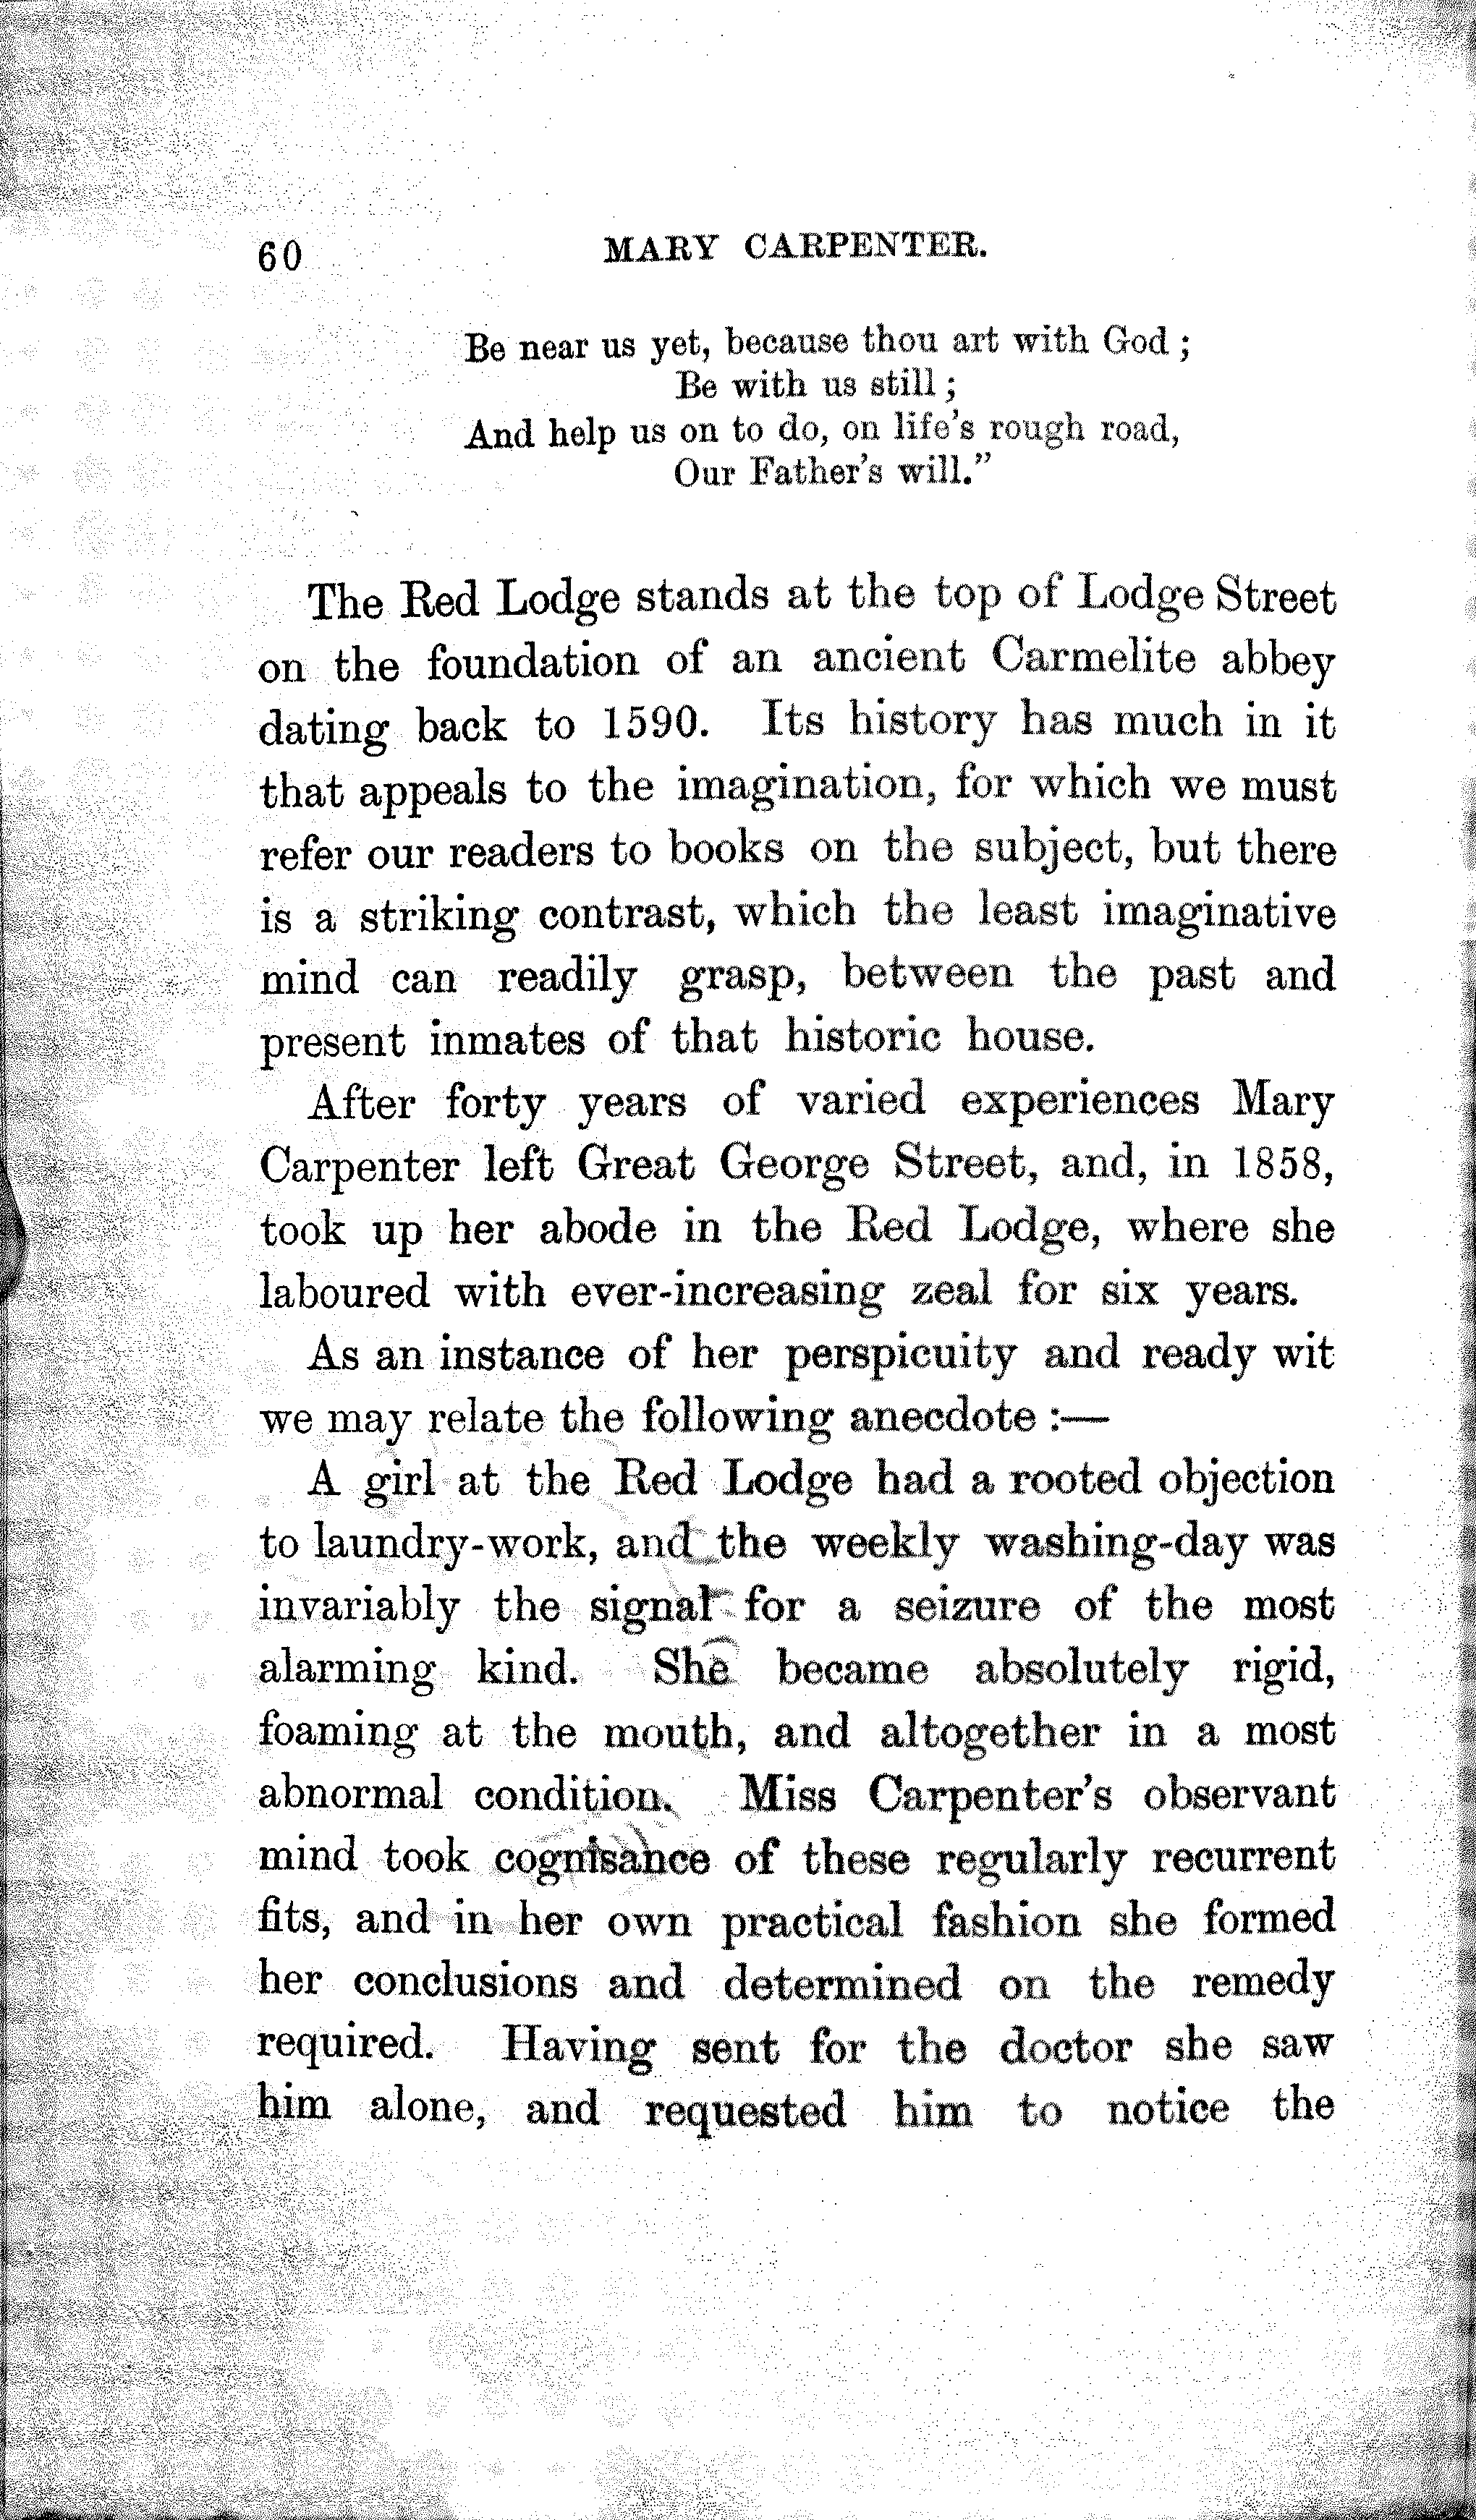 60
MARY CARPENTER.
Be near us yet, because thou art with God ;
Be with us still ;
And help us on to do, on life's rough road,
Our Father's will."
The Red Lodge stands at the top of Lodge Street
on the foundation of an ancient Carmelite abbey
dating back to 1590. Its history has much in it
that appeals to the imagination, for which we must
refer our readers to books on the subject, but there
is a striking contrast, which the least imaginative
mind can readily grasp, between the past and
present inmates of that historic house.
After forty years of varied experiences Mary
Carpenter left Great George Street, and, in 1858,
took up her abode in the Red Lodge, where she
laboured with ever-increasing zeal for six years.
As an instance of her perspicuity and ready wit
we may relate the following anecdote :—
A girl at the Red Lodge had a rooted objection
to laundry-work, and the weekly washing-day was
invariably the signal for a seizure of the most
alarming kind. She became absolutely rigid,
foaming at the mouth, and altogether in a most
abnormal condition. Miss Carpenter's observant
mind took cognisance of these regularly recurrent
fits, and in her own practical fashion she formed
her conclusions and determined on the remedy
required. Having sent for the doctor she saw
him alone, and requested him to notice the